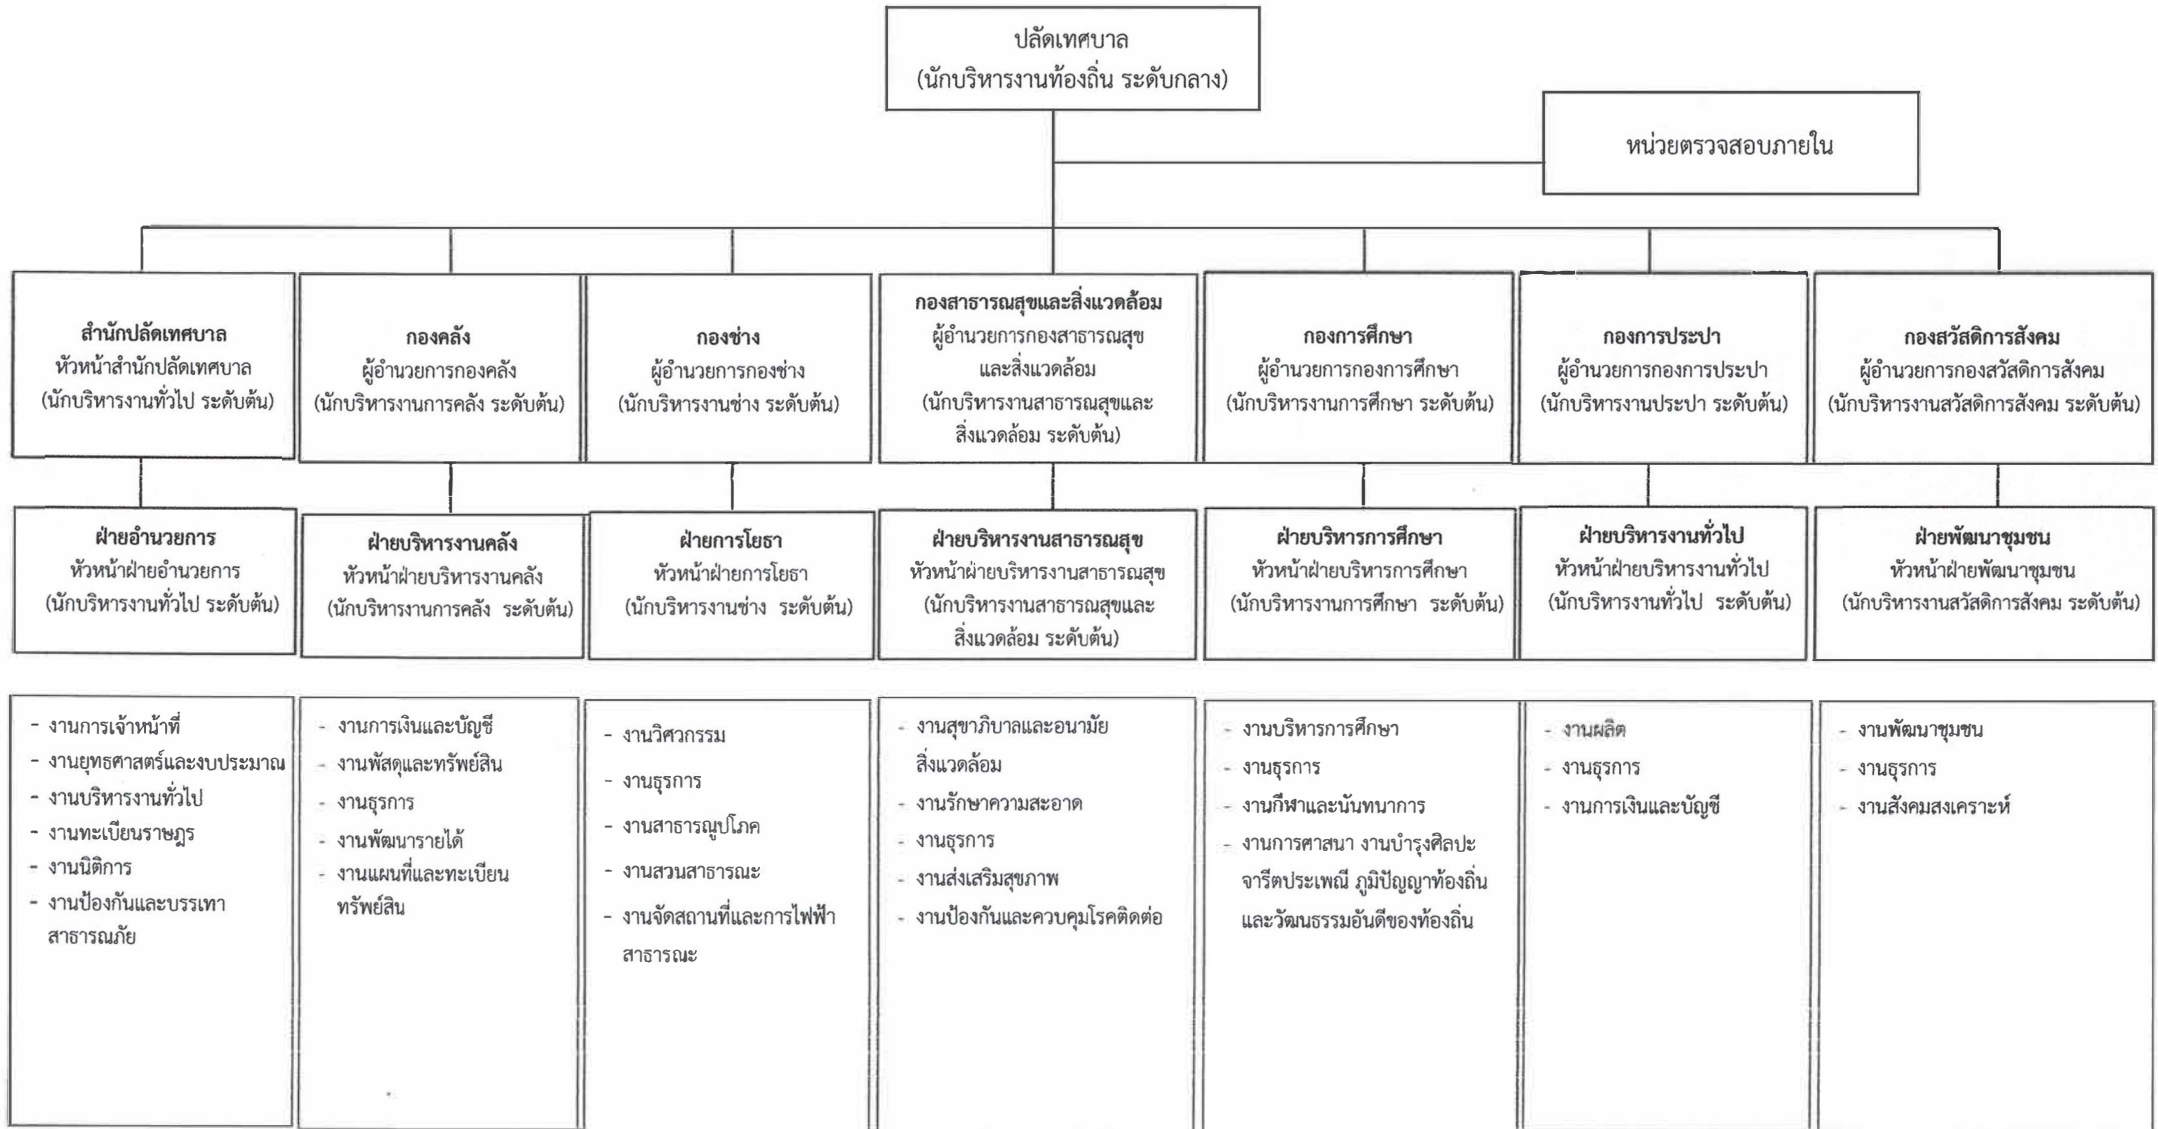 ปลัดเทศบาล
(นักบริหารงานท้องถิ่น ระดับกลาง)
หน่วยตรวจสอบภายใน
สำนักปลัดเทศบาล
หัวหน้าสำนักปลัดเทศบาล
(นักบริหารงานทั่วไป ระดับต้น)
กองคลัง
ผู้อำนวยการกองคลัง
(นักบริหารงานการคลัง ระดับต้น)
กองช่าง
ผู้อำนวยการกองช่าง
(นักบริหารงานช่าง ระดับต้น)
กองสาธารณสุขและสิ่งแวดล้อม
ผู้อำนวยการกองสาธารณสุข
และสิ่งแวดล้อม
(นักบริหารงานสาธารณสุขและ
สิ่งแวดล้อม ระดับต้น)
กองการศึกษา
ผู้อำนวยการกองการศึกษา
(นักบริหารงานการศึกษา ระดับต้น)
กองการประปา
ผู้อำนวยการกองการประปา
(นักบริหารงานประปา ระดับต้น)
กองสวัสดิการสังคม
ผู้อำนวยการกองสวัสดิการสังคม
(นักบริหารงานสวัสดิการสังคม ระดับต้น)
ฝ่ายอำนวยการ
หัวหน้าฝ่ายอำนวยการ
(นักบริหารงานทั่วไป ระดับต้น)
ฝ่ายบริหารงานคลัง
หัวหน้าฝ่ายบริหารงานคลัง
(นักบริหารงานการคลัง ระดับต้น)
ฝ่ายการโยธา
หัวหน้าฝ่ายการโยธา
(นักบริหารงานช่าง ระดับต้น)
ฝ่ายบริหารงานสาธารณสุข
หัวหน้าฝ่ายบริหารงานสาธารณสุข
(นักบริหารงานสาธารณสุขและ
สิ่งแวดล้อม ระดับต้น)
ฝ่ายบริหารการศึกษา
หัวหน้าฝ่ายบริหารการศึกษา
(นักบริหารงานการศึกษา ระดับต้น)
ฝ่ายบริหารงานทั่วไป
หัวหน้าฝ่ายบริหารงานทั่วไป
(นักบริหารงานทั่วไป ระดับต้น)
ฝ่ายพัฒนาชุมชน
หัวหน้าฝ่ายพัฒนาชุมชน
(นักบริหารงานสวัสดิการสังคม ระดับต้น)
- งานการเจ้าหน้าที่
- งานยุทธศาสตร์และงบประมาณ
- งานบริหารงานทั่วไป
- งานทะเบียนราษฎร
- งานนิติการ
- งานป้องกันและบรรเทา
สาธารณภัย
- งานการเงินและบัญชี
- งานพัสดุและทรัพย์สิน
- งานธุรการ
- งานพัฒนารายได้
- งานแผนที่และทะเบียน
ทรัพย์สิน
- งานวิศวกรรม
- งานธุรการ
- งานสาธารณูปโภค
- งานสวนสาธารณะ
- งานจัดสถานที่และการไฟฟ้า
สาธารณะ
- งานสุขาภิบาลและอนามัย
สิ่งแวดล้อม
- งานรักษาความสะอาด
- งานธุรการ
- งานส่งเสริมสุขภาพ
- งานป้องกันและควบคุมโรคติดต่อ
- งานบริหารการศึกษา
- งานธุรการ
- งานกีฬาและนันทนาการ
- งานการศาสนา งานบำรุงศิลปะ
จารีตประเพณี ภูมิปัญญาท้องถิ่น
และวัฒนธรรมอันดีของท้องถิ่น
- งานผลิต
- งานธุรการ
- งานการเงินและบัญชี
- งานพัฒนาชุมชน
- งานธุรการ
- งานสังคมสงเคราะห์